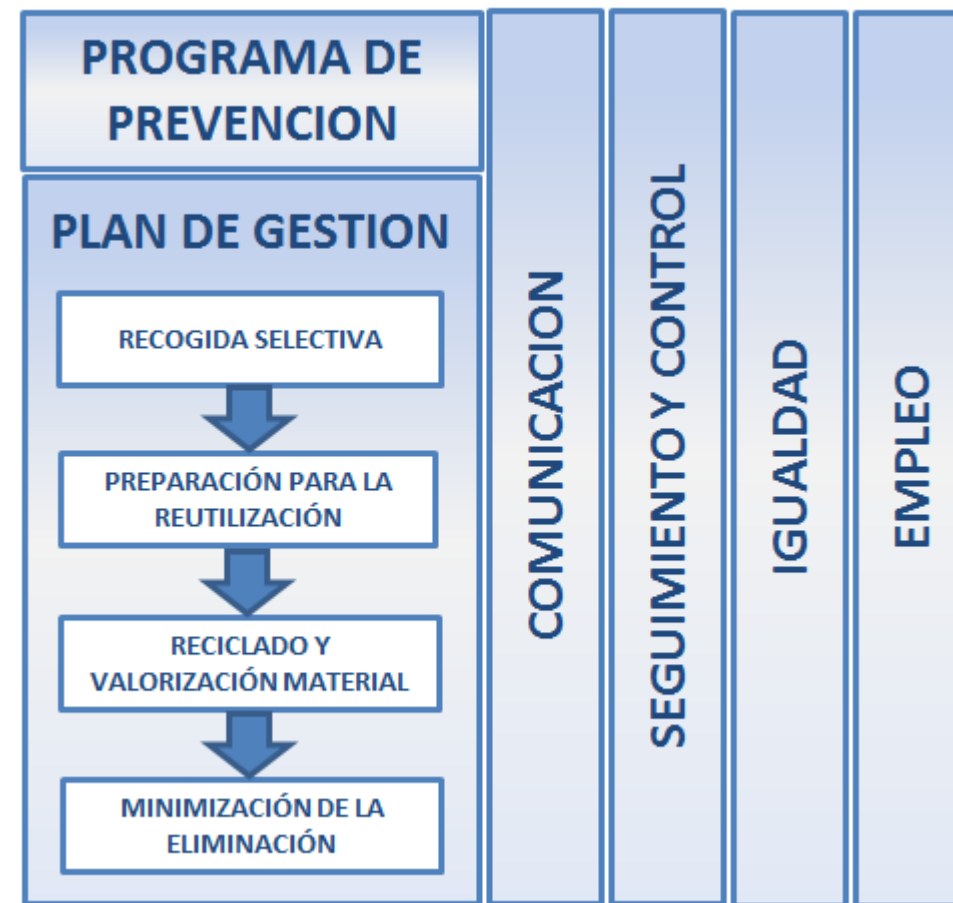 PROGRAMA DE
PREVENCION
PLAN DE GESTION
RECOGIDA SELECTIVA
PREPARACIÓN PARA LA
REUTILIZACIÓN
RECICLADO Y
VALORIZACIÓN MATERIAL
MINIMIZACIÓN DE LA
ELIMINACIÓN
COMUNICACION
SEGUIMIENTO Y CONTROL
IGUALDAD
EMPLEO